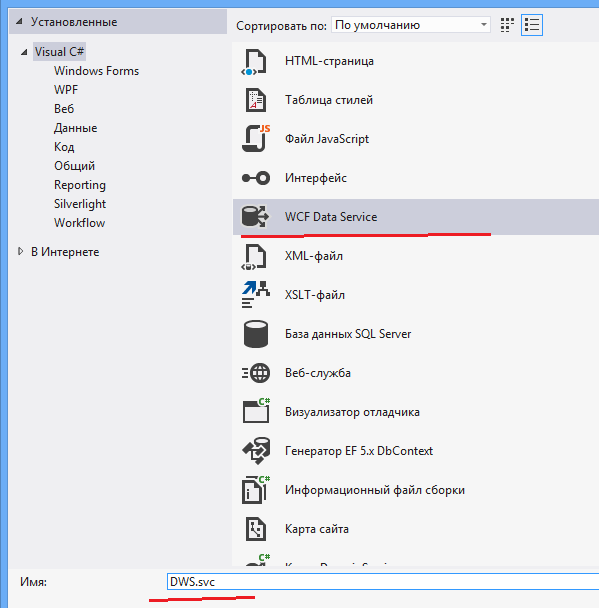 Установленные
Сортировать по: По умолчанию
Visual C#
Windows Forms
WPF
Веб
Данные
Код
Общий
Reporting
Silverlight
Workflow
В Интернете
HTML-страница
Таблица стилей
JS
Файл JavaScript
Интерфейс
WCF Data Service
XML-файл
XSLT-файл
База данных SQL Server
Веб-служба
C#
Визуализатор отладчика
Генератор EF 5.x DbContext
C#
Информационный файл сборки
Карта сайта
C#
Имя: DWS.svc